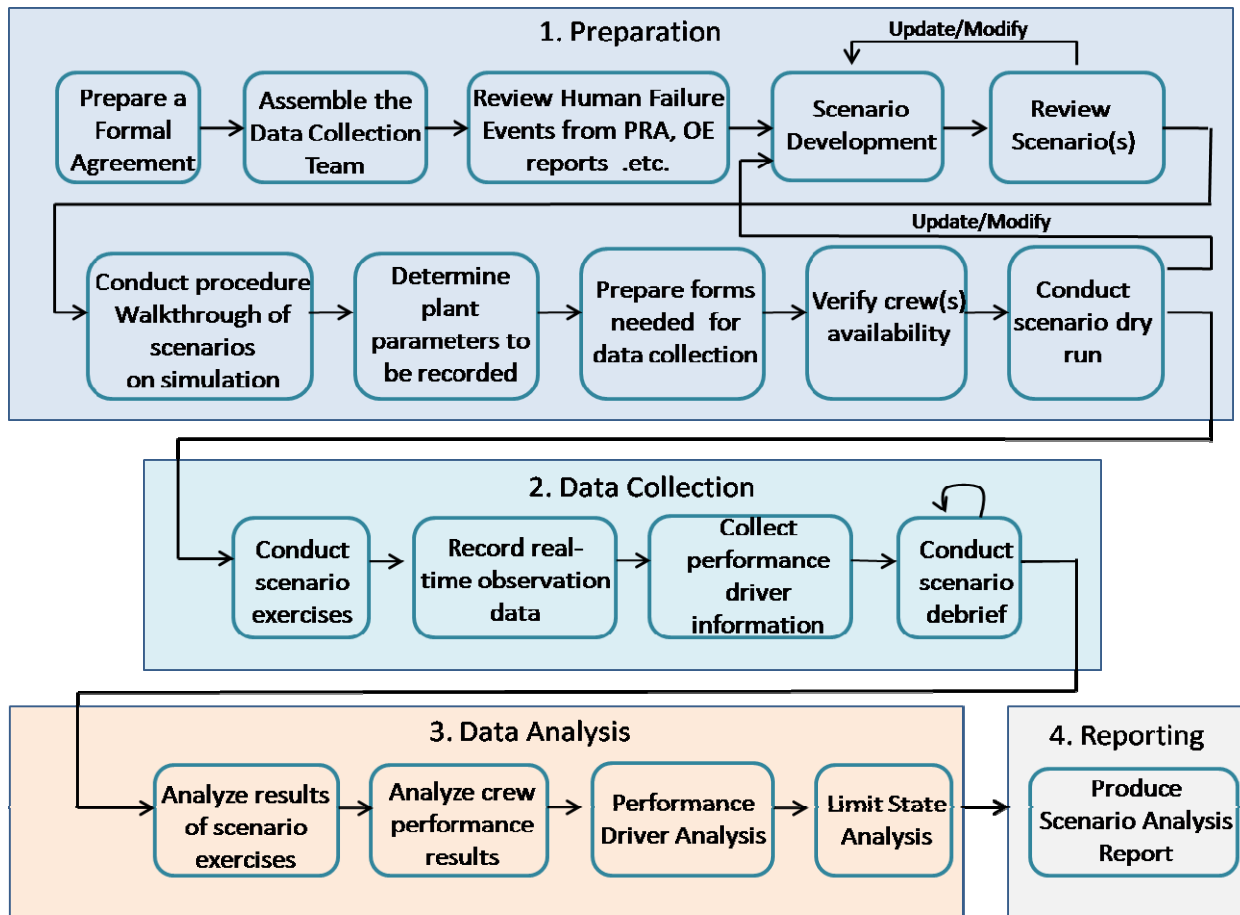 1. Preparation
Update/Modify
Prepare a
Formal
Agreement
Assemble the
Data Collection
Team
Review Human Failure
Events from PRA, OE
reports .etc.
Scenario
Development
Review
Scenario(s)
Update/Modify
Conduct procedure
Walkthrough of
scenarios
on simulation
Determine
plant
parameters to
be recorded
Prepare forms
needed for
data collection
Verify crew(s)
availability
Conduct
scenario dry
run
2. Data Collection
Conduct
scenario
exercises
Record real-
time observation
data
Collect
performance
driver
information
Conduct
scenario
debrief
3. Data Analysis
Analyze results
of scenario
exercises
Analyze crew
performance
results
Performance
Driver Analysis
Limit State
Analysis
4. Reporting
Produce
Scenario Analysis
Report